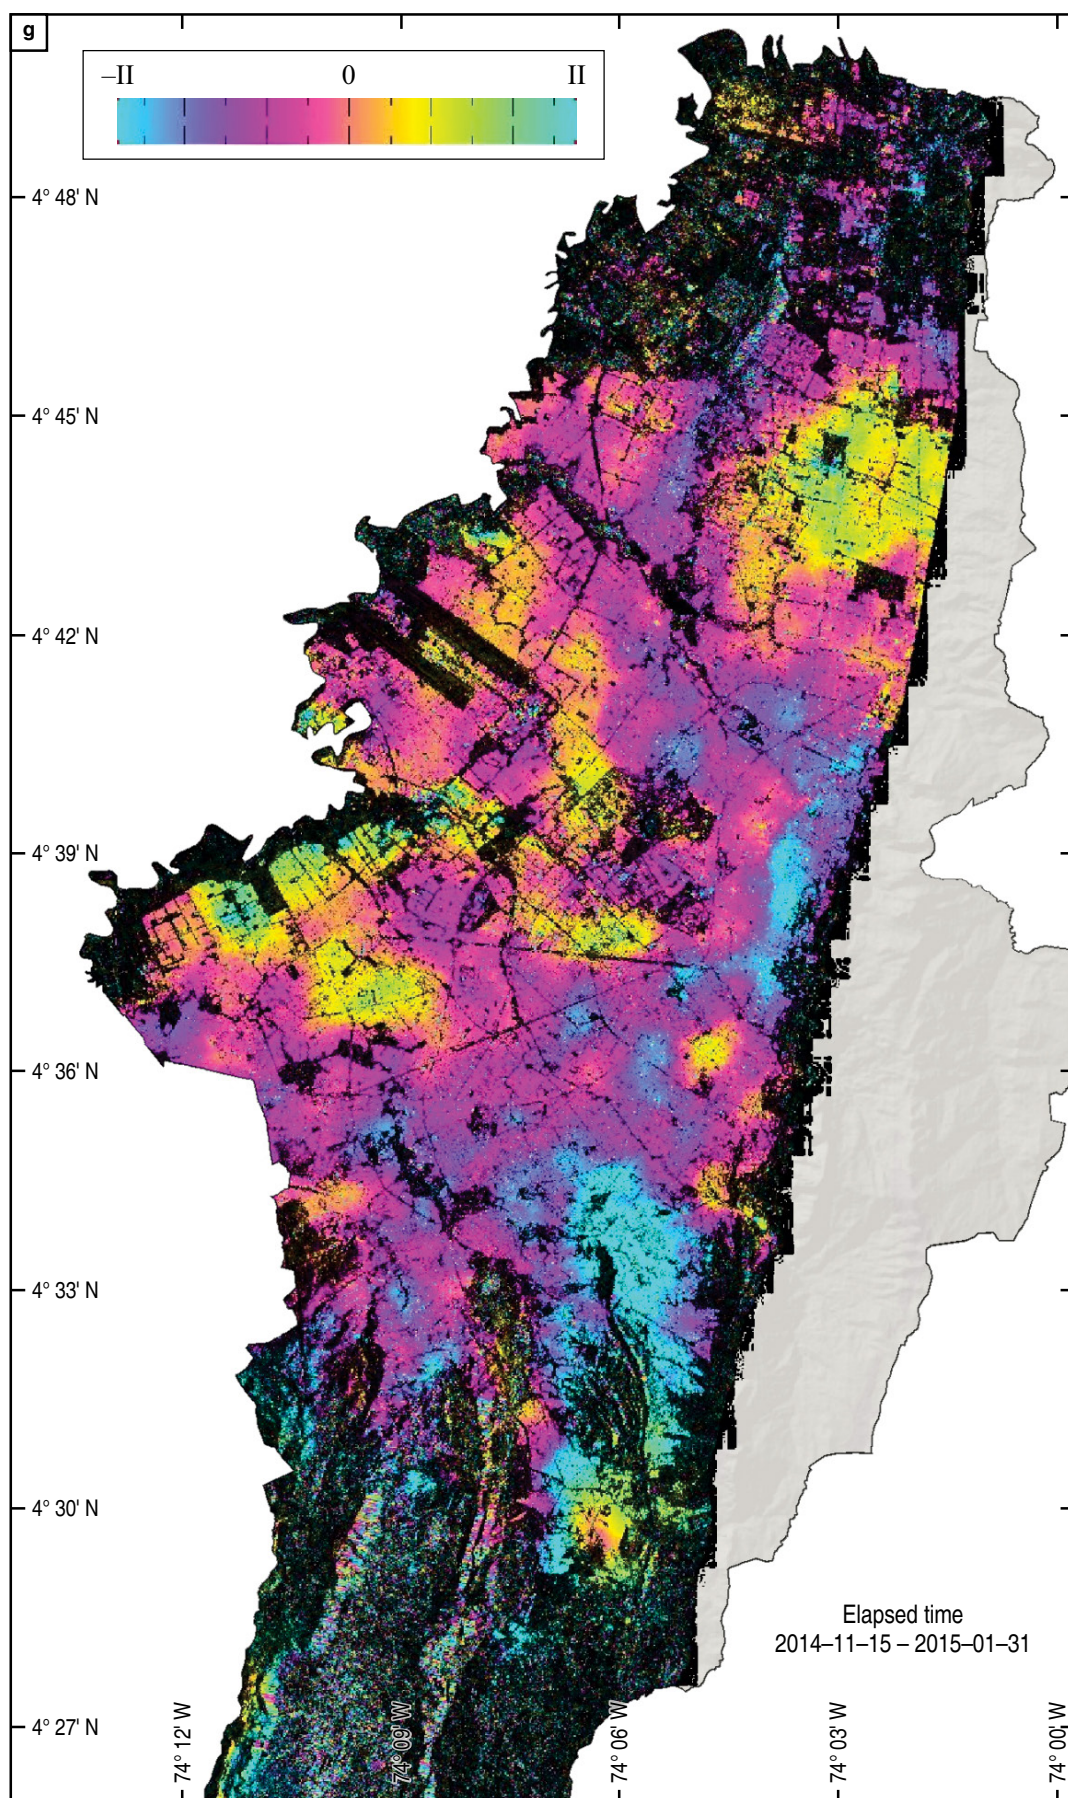 g
–II 0 II
4° 48' N
4° 45' N
4° 42' N
4° 39' N
4° 36' N
4° 33' N
4° 30' N
4° 27' N
Elapsed time
2014–11–15 – 2015–01–31
74° 12' W
74° 09' W
74° 06' W
74° 03' W
74° 00' W